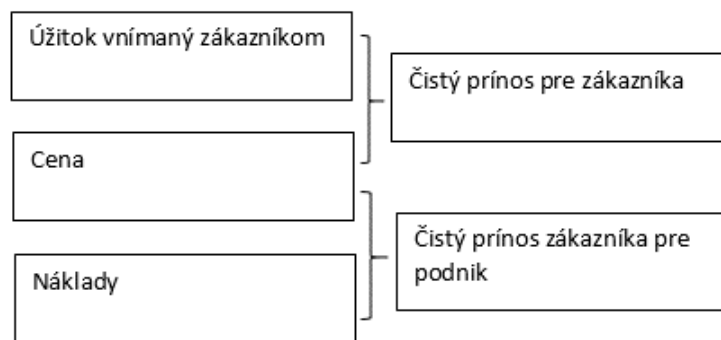 Úžitok vnímaný zákazníkom
Čistý prínos pre zákazníka
Cena
Čistý prínos zákazníka pre
podnik
Náklady